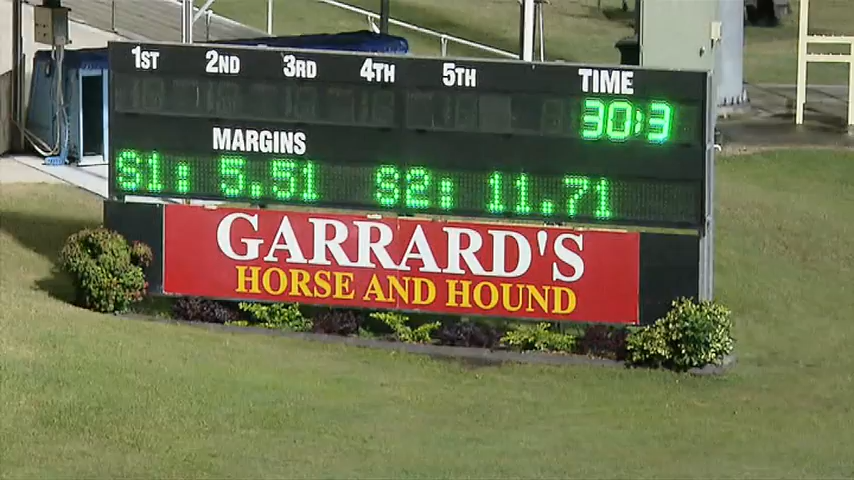 1ST 2ND 3RD 4TH 5TH TIME
30:3
MARGINS
S1: 5.51 S2: 11.71
GARRARD'S
HORSE AND HOUND